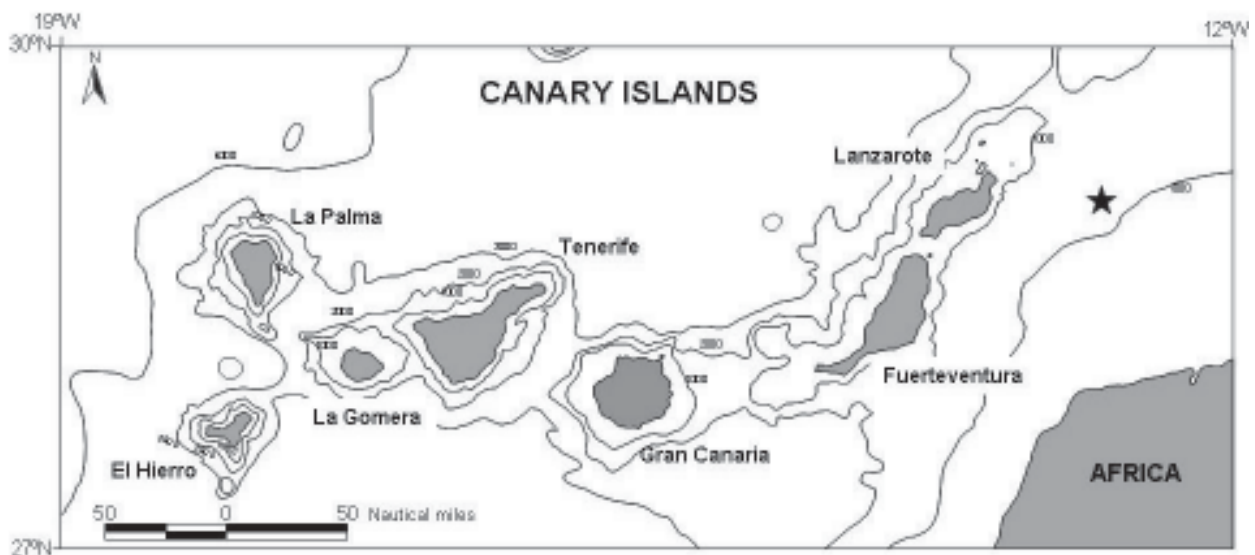 19ºW
12ºW
30ºN
N
CANARY ISLANDS
Lanzarote
La Palma
Tenerife
Fuerteventura
La Gomera
Gran Canaria
El Hierro
AFRICA
50 0 50 Nautical miles
27ºN